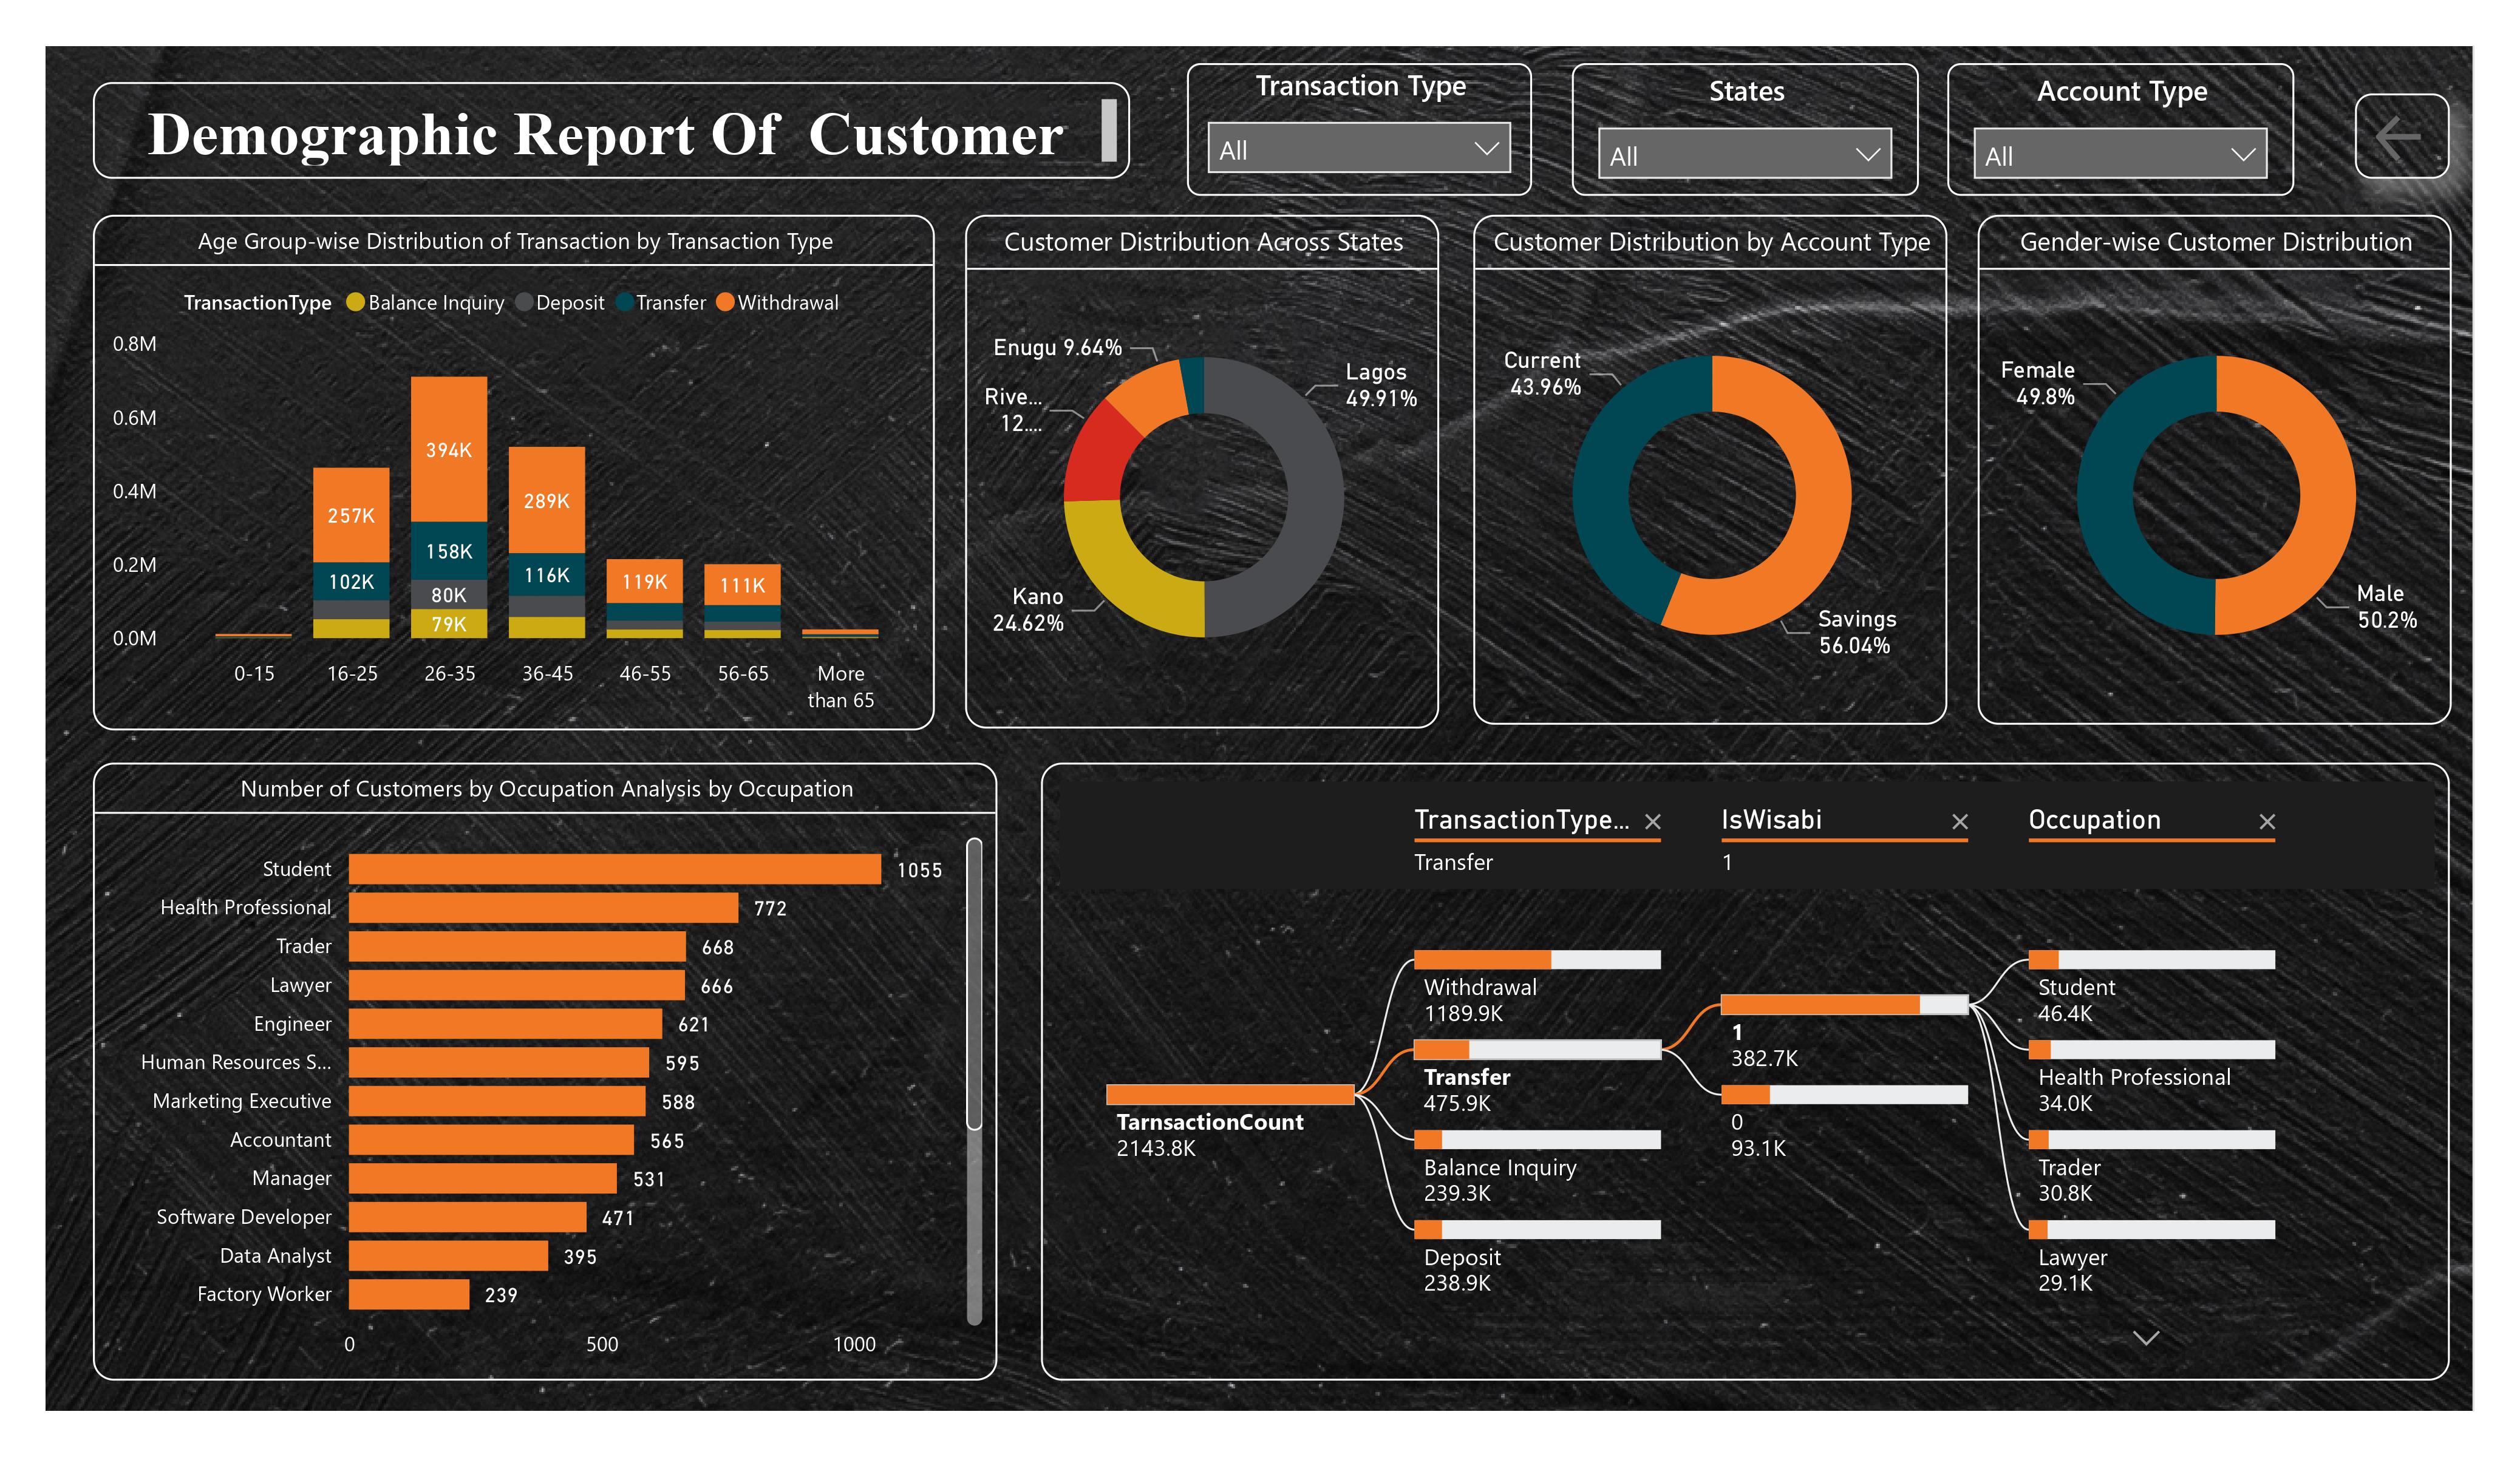 Demographic Report Of  Customer
Transaction Type
All
States
All
Account Type
All
Age Group-wise Distribution of Transaction by Transaction Type
TransactionType Balance Inquiry Deposit Transfer Withdrawal
0.8M
0.6M
0.4M
0.2M
0.0M
257K
102K
394K
158K
80K
79K
289K
116K
119K
111K
0-15
16-25
26-35
36-45
46-55
56-65
More
than 65
Customer Distribution Across States
Enugu 9.64%
Lagos
49.91%
Rive...
12....
Kano
24.62%
Customer Distribution by Account Type
Current
43.96%
Savings
56.04%
Gender-wise Customer Distribution
Female
49.8%
Male
50.2%
Number of Customers by Occupation Analysis by Occupation
Student 1055
Health Professional 772
Trader 668
Lawyer 666
Engineer 621
Human Resources S... 595
Marketing Executive 588
Accountant 565
Manager 531
Software Developer 471
Data Analyst 395
Factory Worker 239
0 500 1000
TransactionType...
Transfer
IsWisabi
1
Occupation
TarnsactionCount
2143.8K
Withdrawal
1189.9K
Transfer
475.9K
Balance Inquiry
239.3K
Deposit
238.9K
1
382.7K
0
93.1K
Student
46.4K
Health Professional
34.0K
Trader
30.8K
Lawyer
29.1K